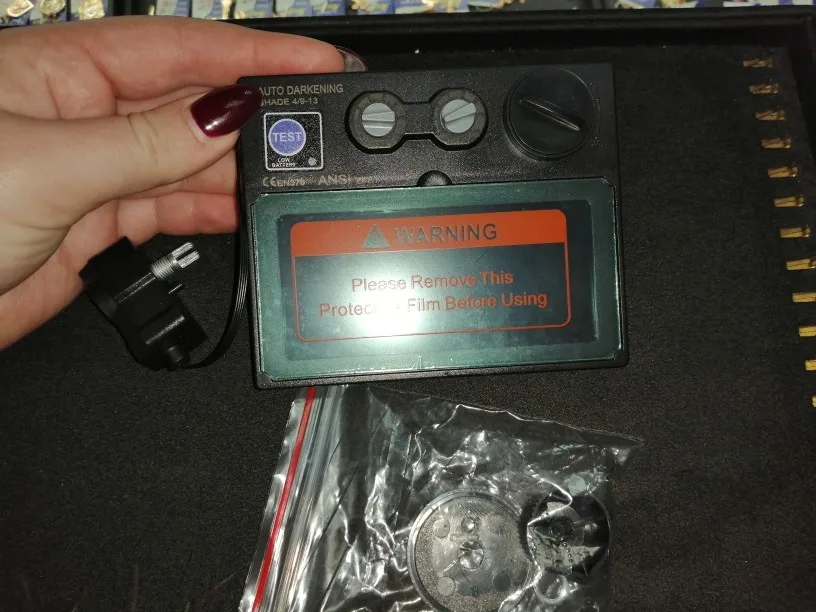 AUTO DARKENING
SHADE 4/9-13
TEST
LOW
BATTERY
CE EN379 ANSI
WARNING
Please Remove This
Protective Film Before Using